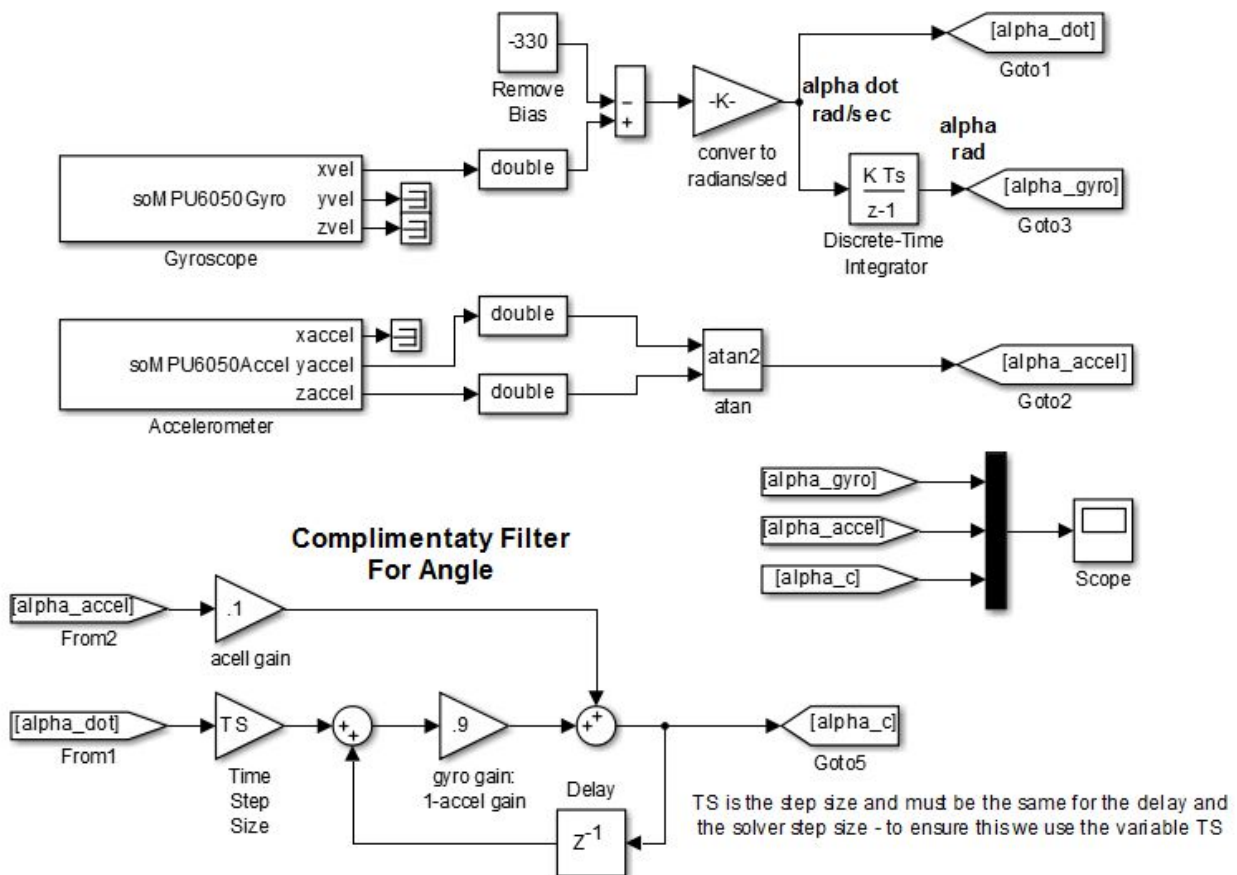 -330
Remove
Bias
−
+
-K-
conver to
radians/sed
alpha dot
rad/sec
[alpha_dot]
Goto1
alpha
rad
K Ts
z-1
Discrete-Time
Integrator
[alpha_gyro]
Goto3
soMPU6050Gyro
xvel
yvel
zvel
Gyroscope
double
soMPU6050Accel
xaccel
yaccel
zaccel
Accelerometer
double
double
atan2
atan
[alpha_accel]
Goto2
[alpha_gyro]
[alpha_accel]
[alpha_c]
Scope
Complimentaty Filter
For Angle
[alpha_accel]
From2
.1
acell gain
[alpha_dot]
From1
TS
Time
Step
Size
+
+
.9
gyro gain:
1-accel gain
+
+
Delay
z-1
[alpha_c]
Goto5
TS is the step size and must be the same for the delay and
the solver step size - to ensure this we use the variable TS